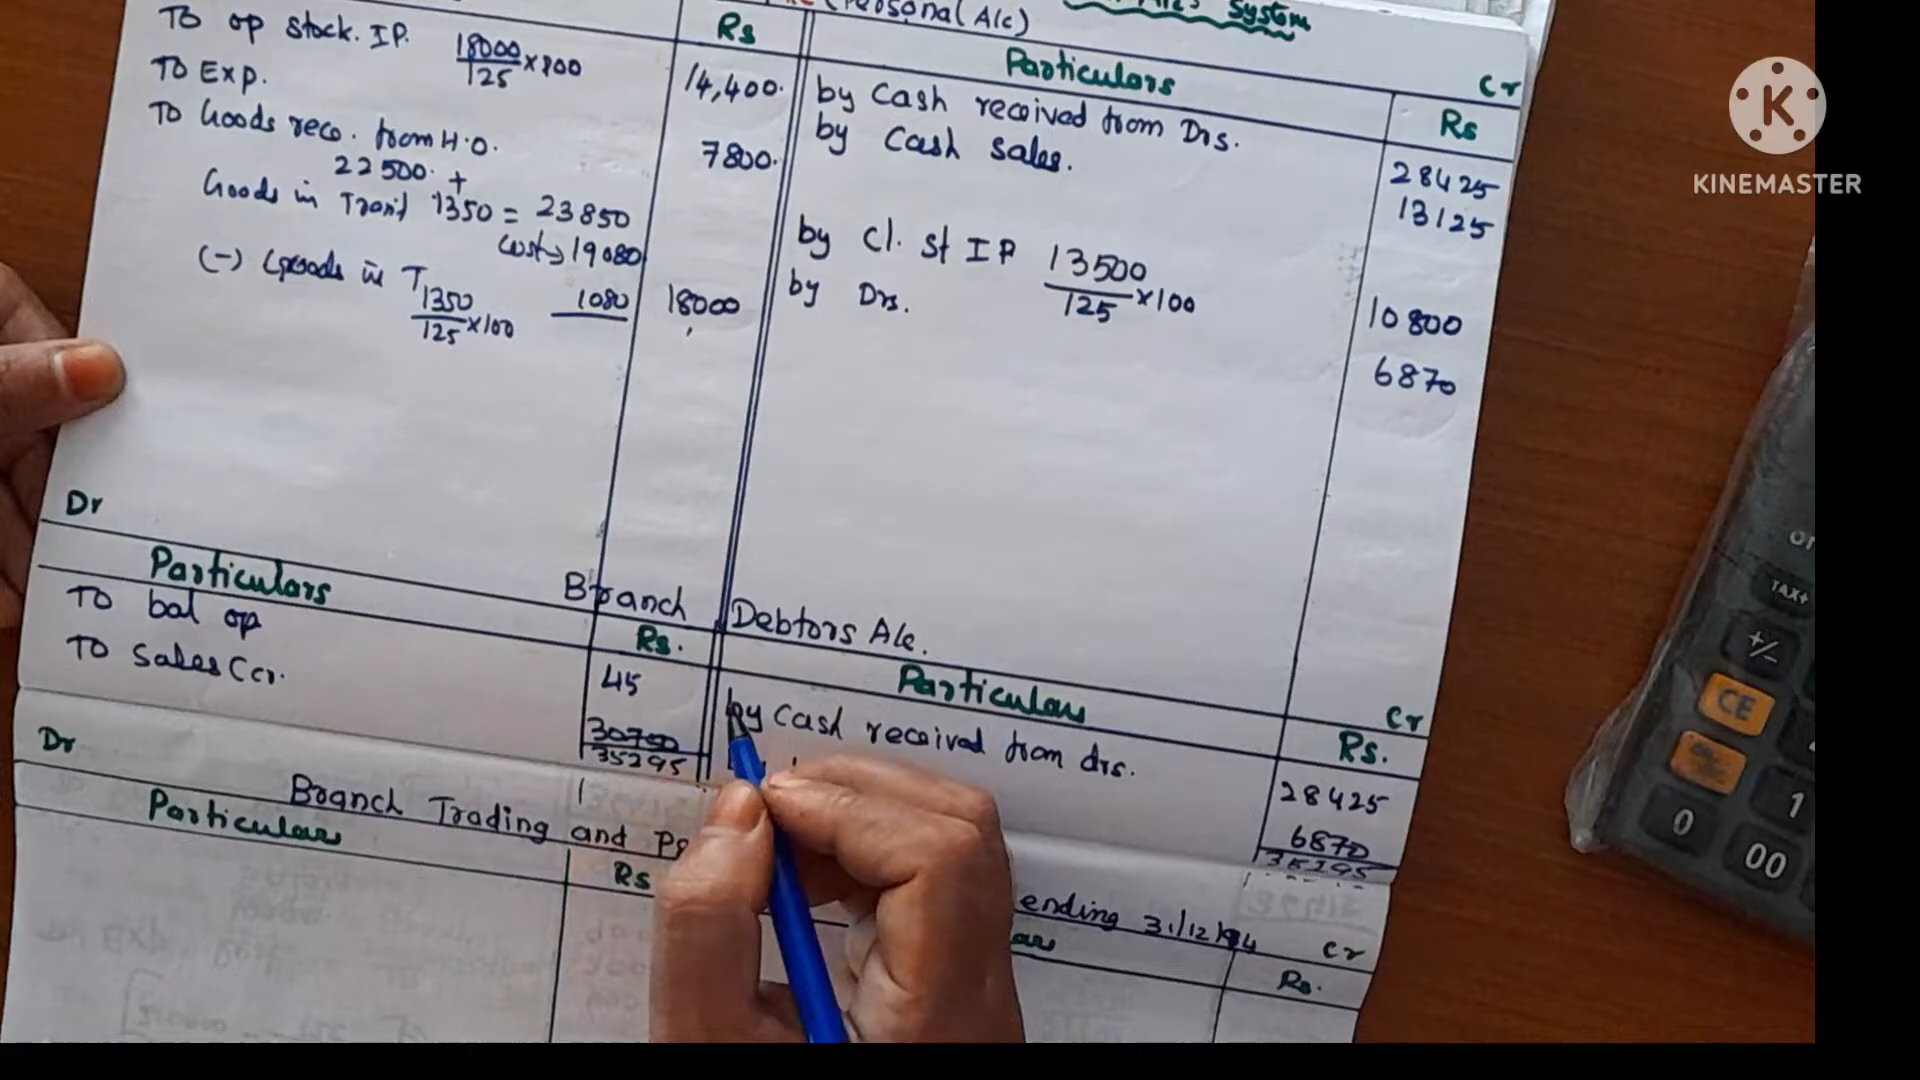 (Personal A/c) System
To op stock. IP. 18000/125 × 100 Rs 14,400.
To Exp. 7800.
To Goods reco. from H.O.
22500. +
Goods in Transit 1350 = 23850
Cost → 19080
(-) Goods in T 1350/125 × 100 1080 18000
Particulars Cr
by Cash received from Drs. Rs 28425
by Cash sales. 13125
by Cl. St IP 13500/125 × 100 10800
by Drs. 6870
Dr Branch Debtors A/c. Cr
Particulars Rs. Particulars Rs.
To bal op 45
To Sales Ccr. 30750
35295
by Cash received from drs. 28425
6870
35295
Dr Branch Trading and ending 31/12/94 Cr
Particulars Rs Rs.
KINEMASTER
K
CE
TAX+
+/−
0
00
1